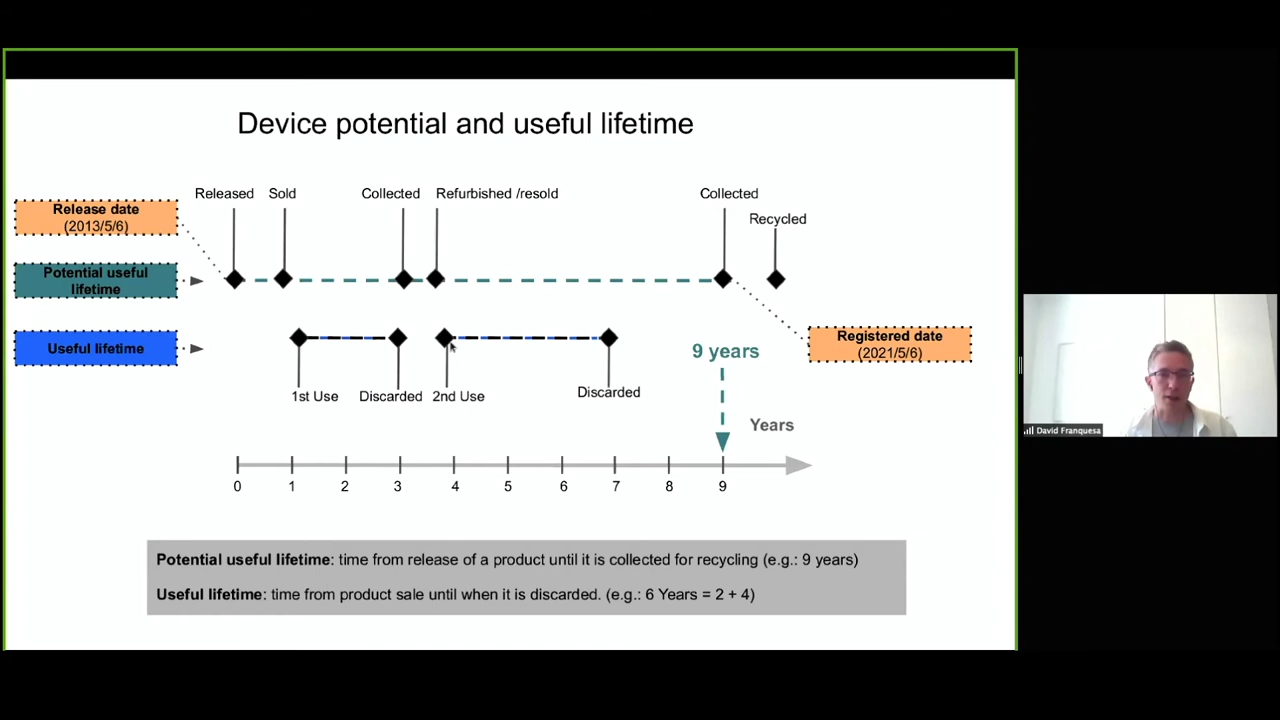 Device potential and useful lifetime
Released Sold Collected Refurbished /resold Collected
Recycled
Release date
(2013/5/6)
Potential useful
lifetime
Useful lifetime
Registered date
(2021/5/6)
9 years
1st Use Discarded 2nd Use Discarded
Years
0 1 2 3 4 5 6 7 8 9
Potential useful lifetime: time from release of a product until it is collected for recycling (e.g.: 9 years)
Useful lifetime: time from product sale until when it is discarded. (e.g.: 6 Years = 2 + 4)
David Franquesa